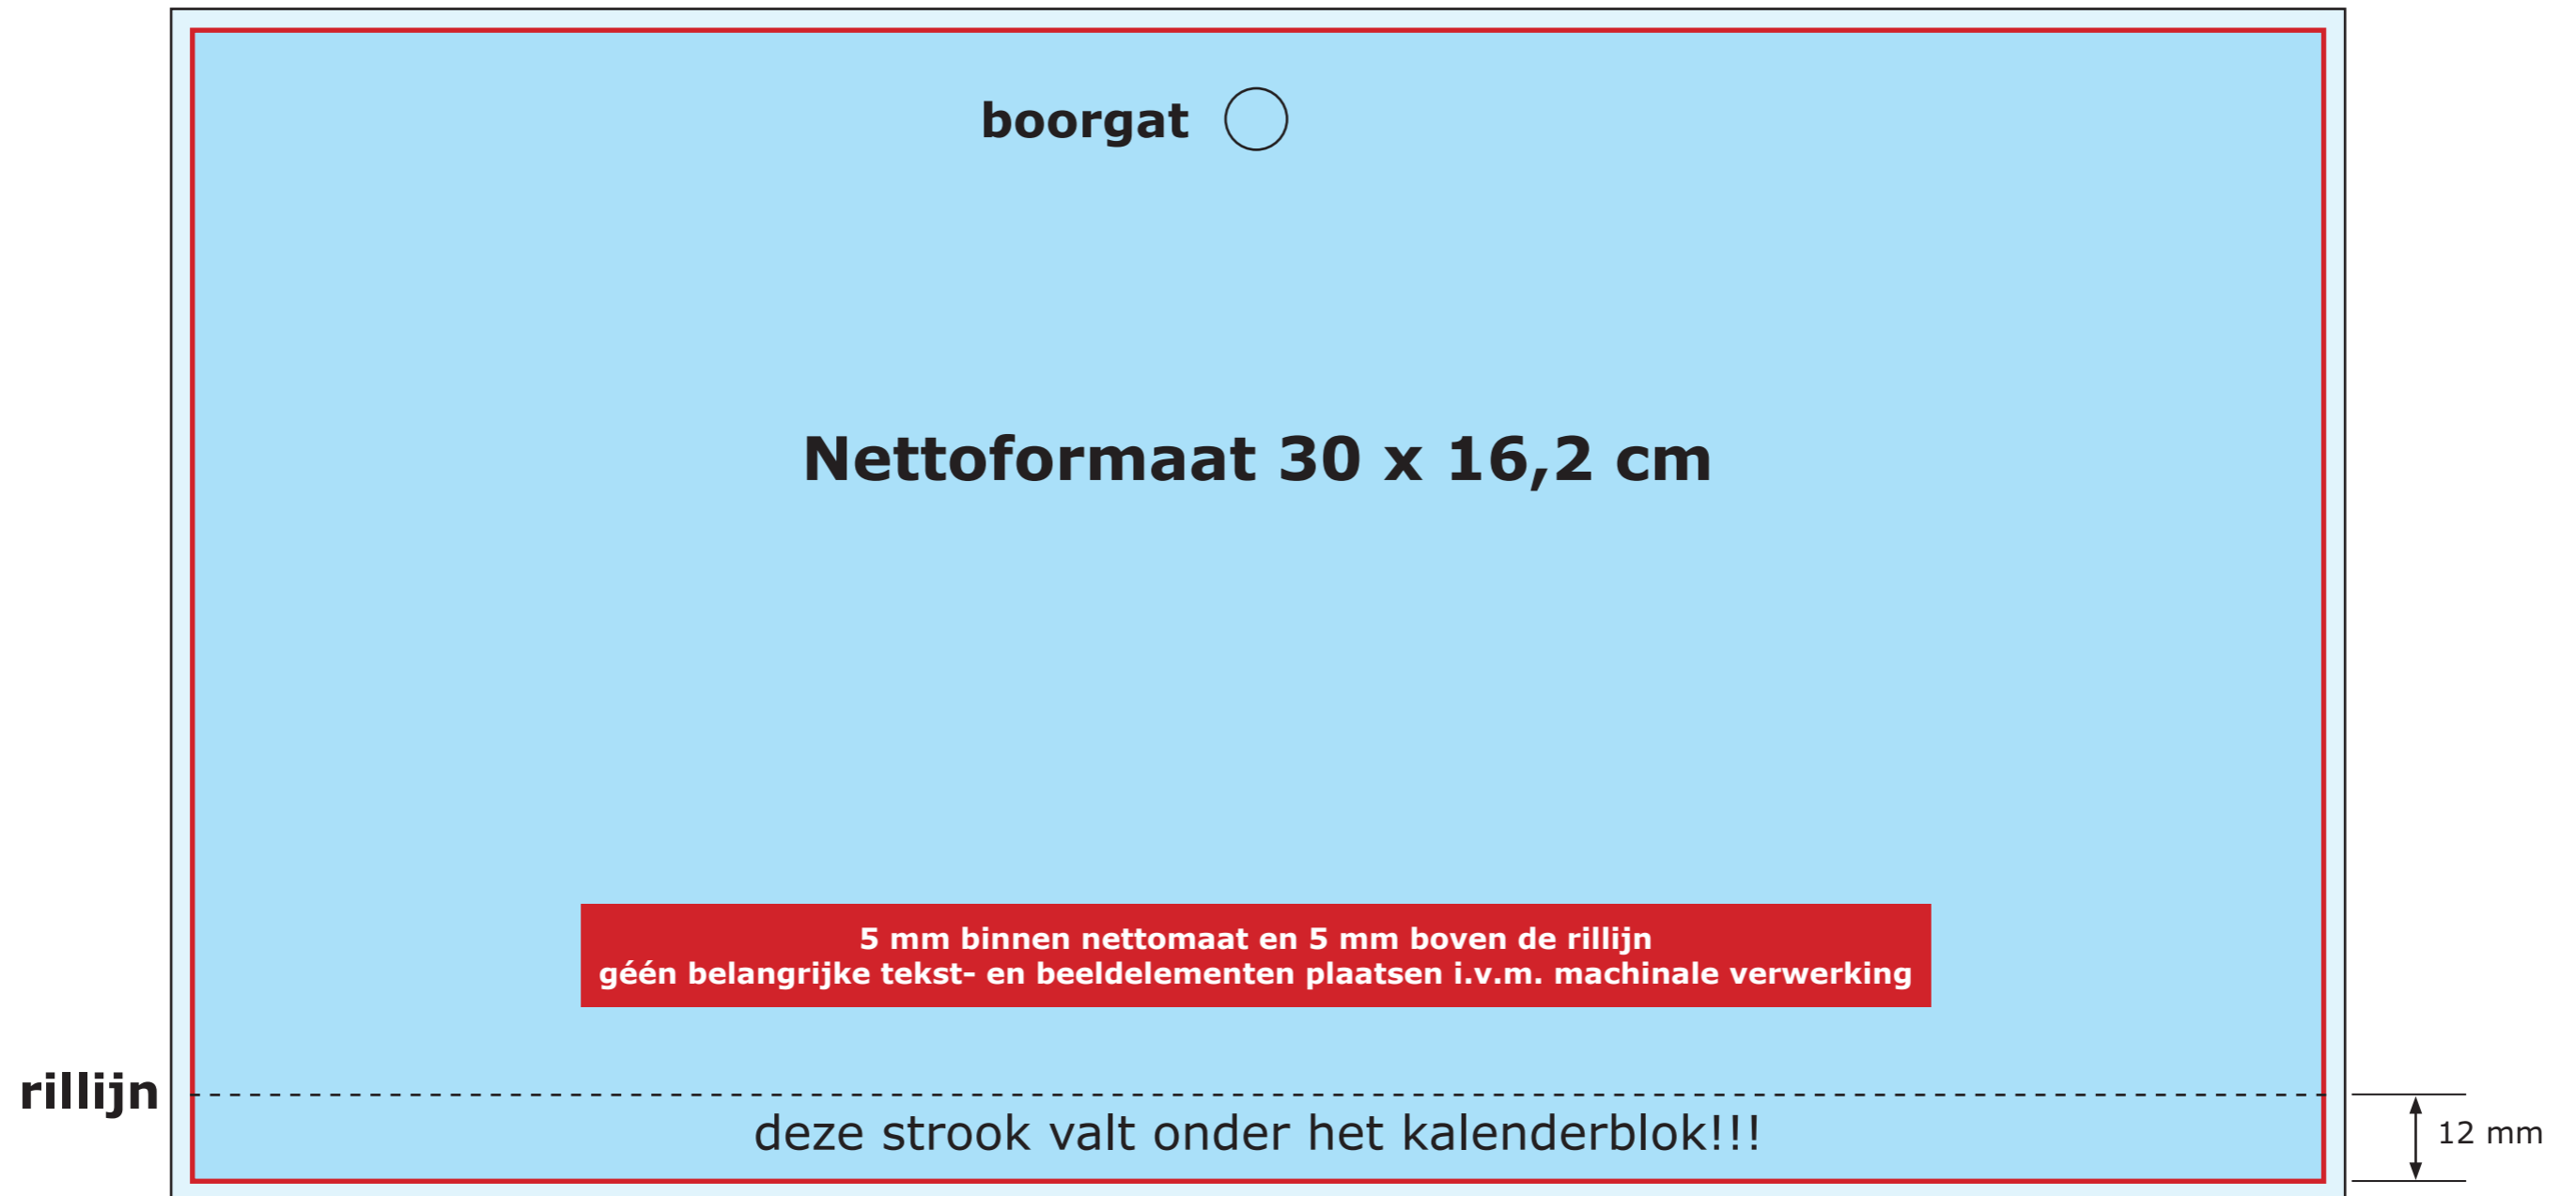 boorgat
Nettoformaat 30 x 16,2 cm
5 mm binnen nettomaat en 5 mm boven de rillijn
géén belangrijke tekst- en beeldelementen plaatsen i.v.m. machinale verwerking
rillijn
deze strook valt onder het kalenderblok!!!
12 mm